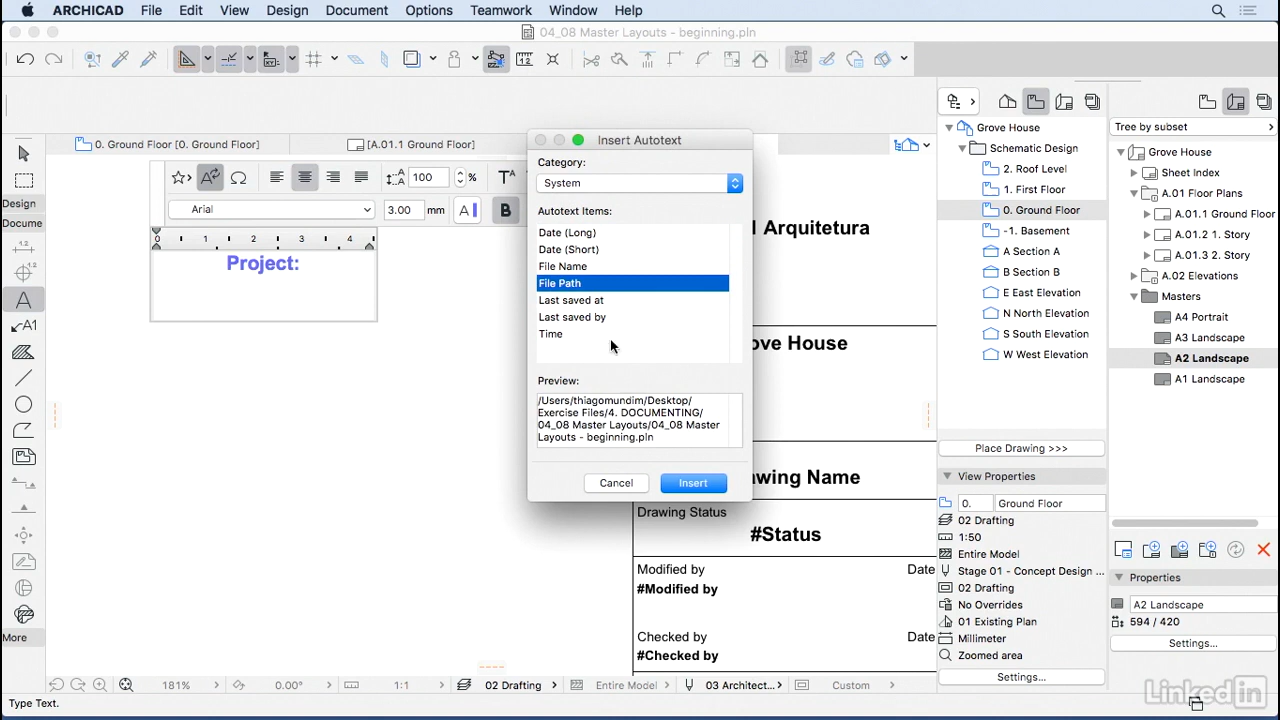 ARCHICAD File Edit View Design Document Options Teamwork Window Help
04_08 Master Layouts - beginning.pln
0. Ground Floor [0. Ground Floor]
[A.01.1 Ground Floor]
100 %
Arial
3.00 mm
B
0 1 2 3 4
Project:
Design
Docume
More
Insert Autotext
Category:
System
Autotext Items:
Date (Long)
Date (Short)
File Name
File Path
Last saved at
Last saved by
Time
Preview:
/Users/thiagomundim/Desktop/
Exercise Files/4. DOCUMENTING/
04_08 Master Layouts/04_08 Master
Layouts - beginning.pln
Cancel
Insert
Arquitetura
ove House
awing Name
Drawing Status
#Status
Modified by
Date
#Modified by
Checked by
Date
#Checked by
Grove House
Schematic Design
2. Roof Level
1. First Floor
0. Ground Floor
-1. Basement
A Section A
B Section B
E East Elevation
N North Elevation
S South Elevation
W West Elevation
Place Drawing >>>
View Properties
0. Ground Floor
02 Drafting
1:50
Entire Model
Stage 01 - Concept Design ...
02 Drafting
No Overrides
01 Existing Plan
Millimeter
Zoomed area
Settings...
Tree by subset
Grove House
Sheet Index
A.01 Floor Plans
A.01.1 Ground Floor
A.01.2 1. Story
A.01.3 2. Story
A.02 Elevations
Masters
A4 Portrait
A3 Landscape
A2 Landscape
A1 Landscape
Properties
A2 Landscape
594 / 420
Settings...
181% 0.00° 1:1 02 Drafting Entire Model 03 Architect... Custom
Type Text.
LinkedIn